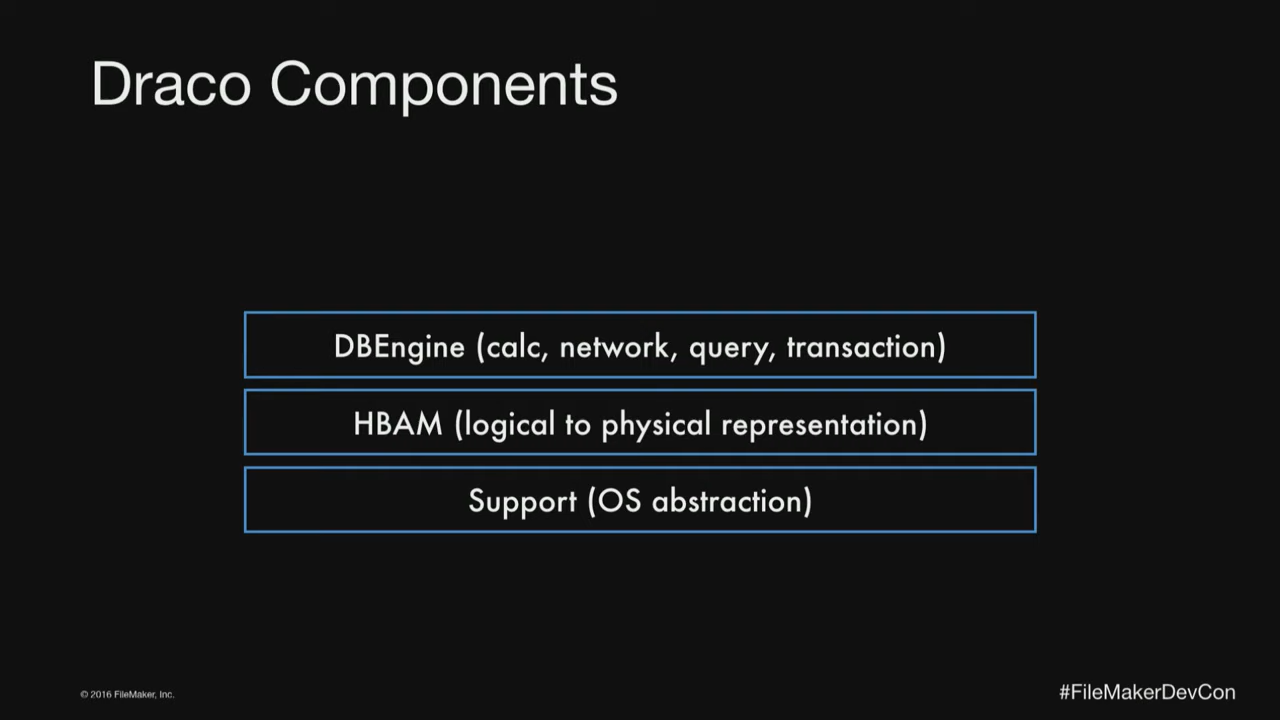 Draco Components
DBEngine (calc, network, query, transaction)
HBAM (logical to physical representation)
Support (OS abstraction)
© 2016 FileMaker, Inc.
#FileMakerDevCon